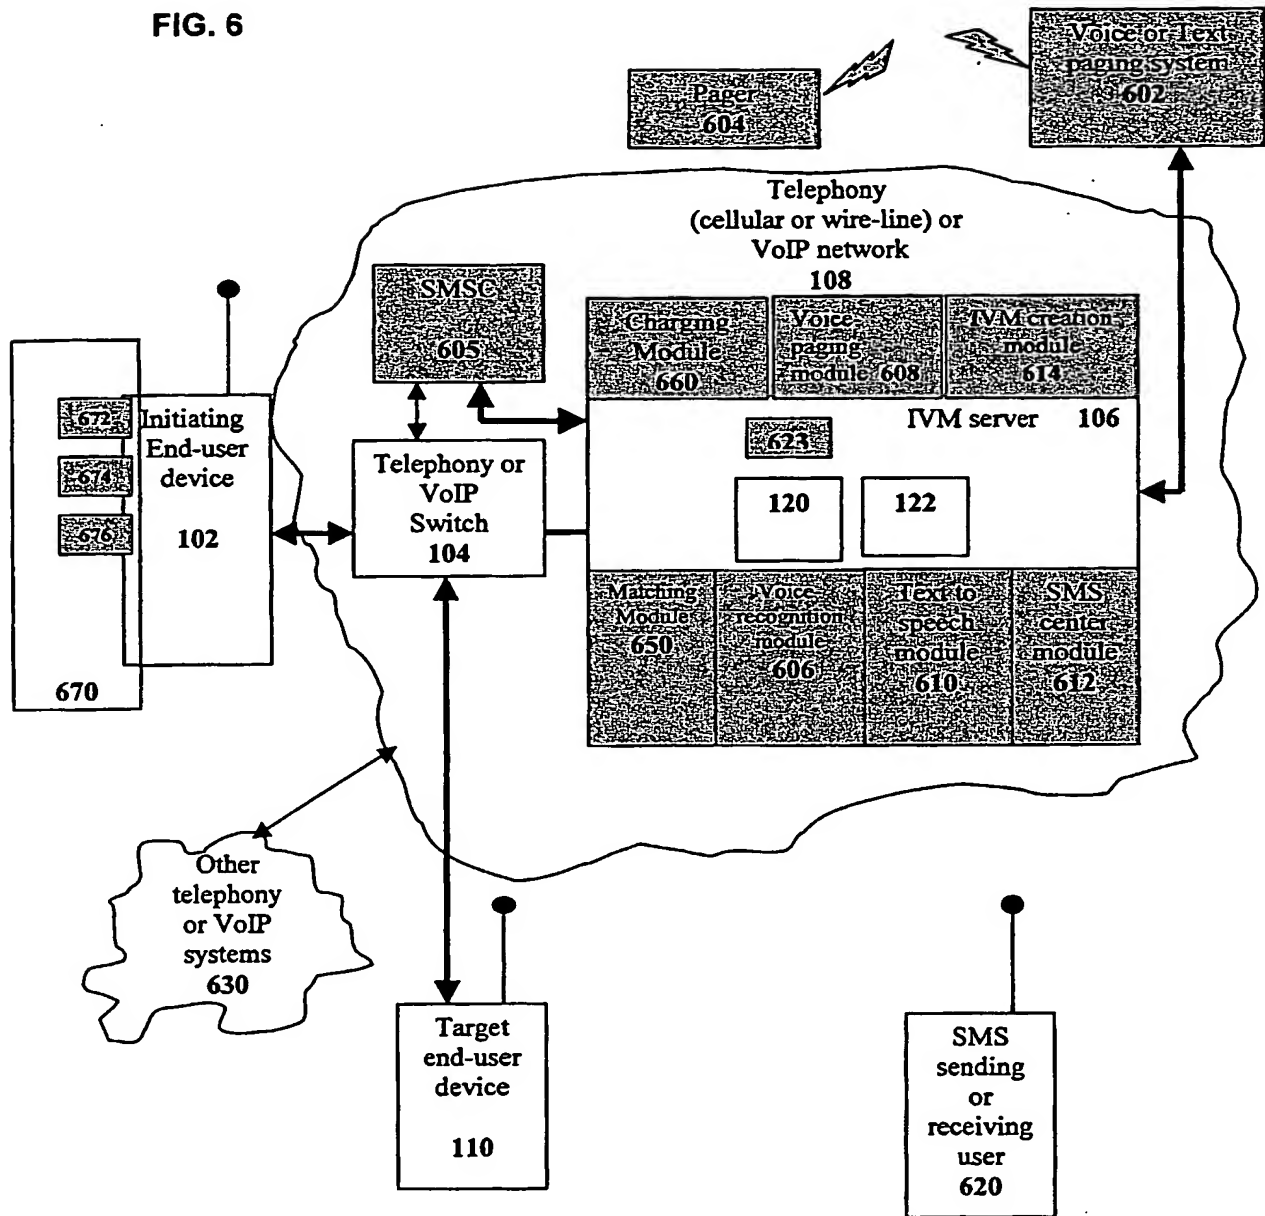 FIG. 6
Voice or Text
paging system
602
Pager
604
Telephony
(cellular or wire-line) or
VoIP network
108
SMSC
605
Charging
Module
660
Voice
paging
module 608
IVM creation
module
614
IVM server 106
672
674
676
Initiating
End-user
device
102
670
623
120
122
Telephony or
VoIP
Switch
104
Matching
Module
650
Voice
recognition
module
606
Text to
speech
module
610
SMS
center
module
612
Other
telephony
or VoIP
systems
630
Target
end-user
device
110
SMS
sending
or
receiving
user
620